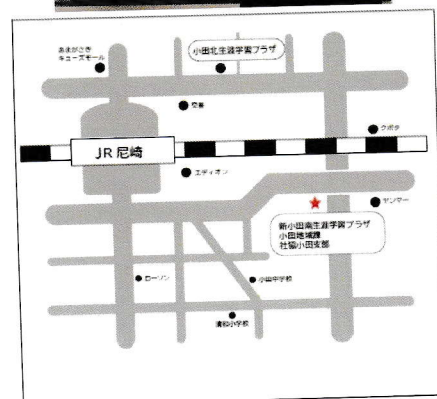 あまがさき
キューズモール
小田北生涯学習プラザ
交番
クボタ
JR 尼崎
エディオン
ヤンマー
新小田南生涯学習プラザ
小田地域課
社協小田支部
ローソン
小田中学校
清和小学校